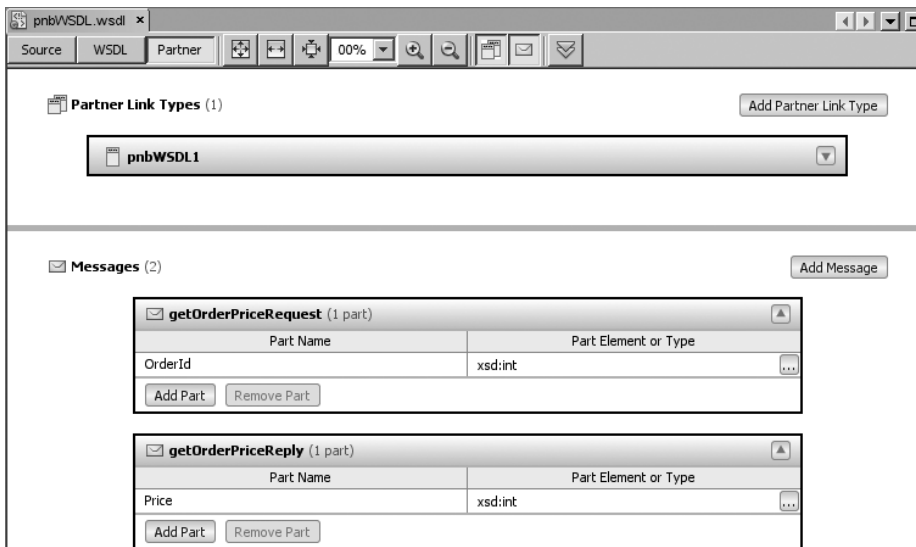 pnbWSDL.wsdl
Source WSDL Partner 00%
Partner Link Types (1) Add Partner Link Type
pnbWSDL1
Messages (2) Add Message
getOrderPriceRequest (1 part)
Part Name Part Element or Type
OrderId xsd:int ...
Add Part Remove Part
getOrderPriceReply (1 part)
Part Name Part Element or Type
Price xsd:int ...
Add Part Remove Part